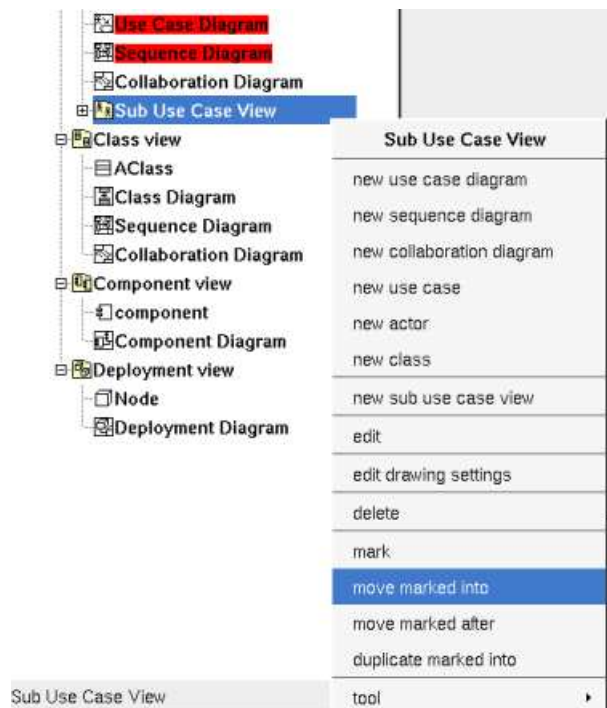 Use Case Diagram
Sequence Diagram
Collaboration Diagram
Sub Use Case View
Class view
AClass
Class Diagram
Sequence Diagram
Collaboration Diagram
Component view
component
Component Diagram
Deployment view
Node
Deployment Diagram
Sub Use Case View
new use case diagram
new sequence diagram
new collaboration diagram
new use case
new actor
new class
new sub use case view
edit
edit drawing settings
delete
mark
move marked into
move marked after
duplicate marked into
tool
Sub Use Case View